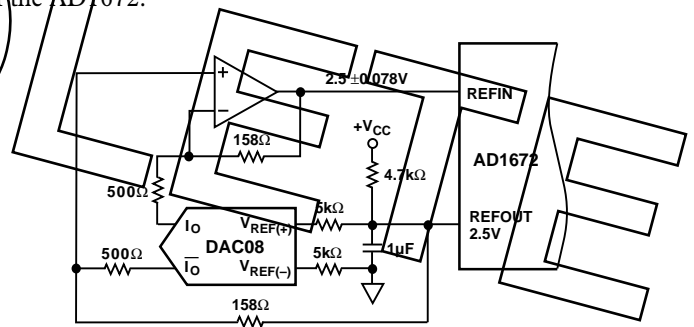 the AD1672.
2.5 ±0.078V
REFIN
+VCC
158Ω
4.7kΩ
AD1672
500Ω
5kΩ
IO
VREF(+)
REFOUT
2.5V
DAC08
500Ω
1μF
IO
VREF(–)
5kΩ
158Ω
OBSOLETE